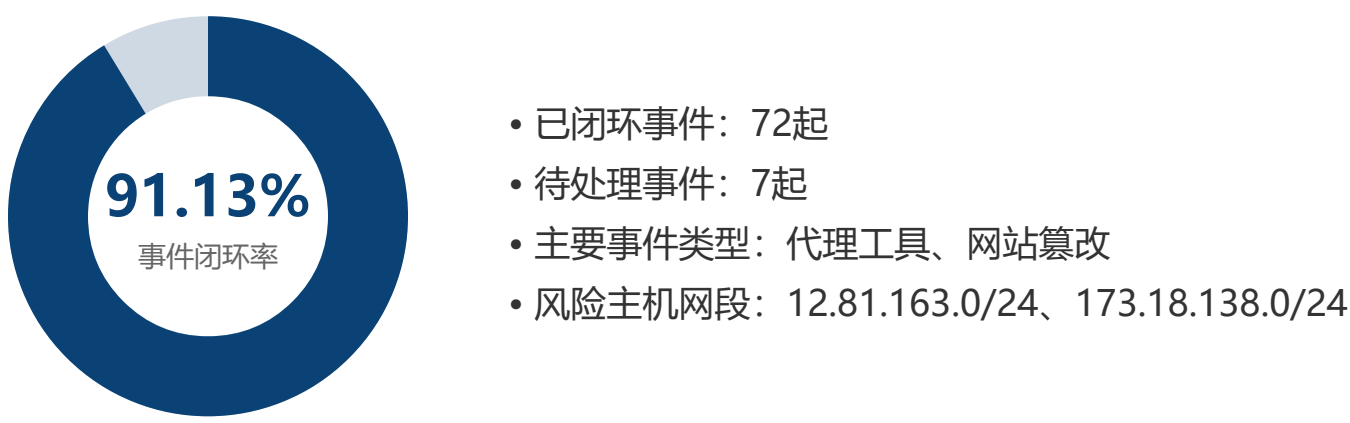 91.13%
事件闭环率
• 已闭环事件：72起
• 待处理事件：7起
• 主要事件类型：代理工具、网站篡改
• 风险主机网段：12.81.163.0/24、173.18.138.0/24